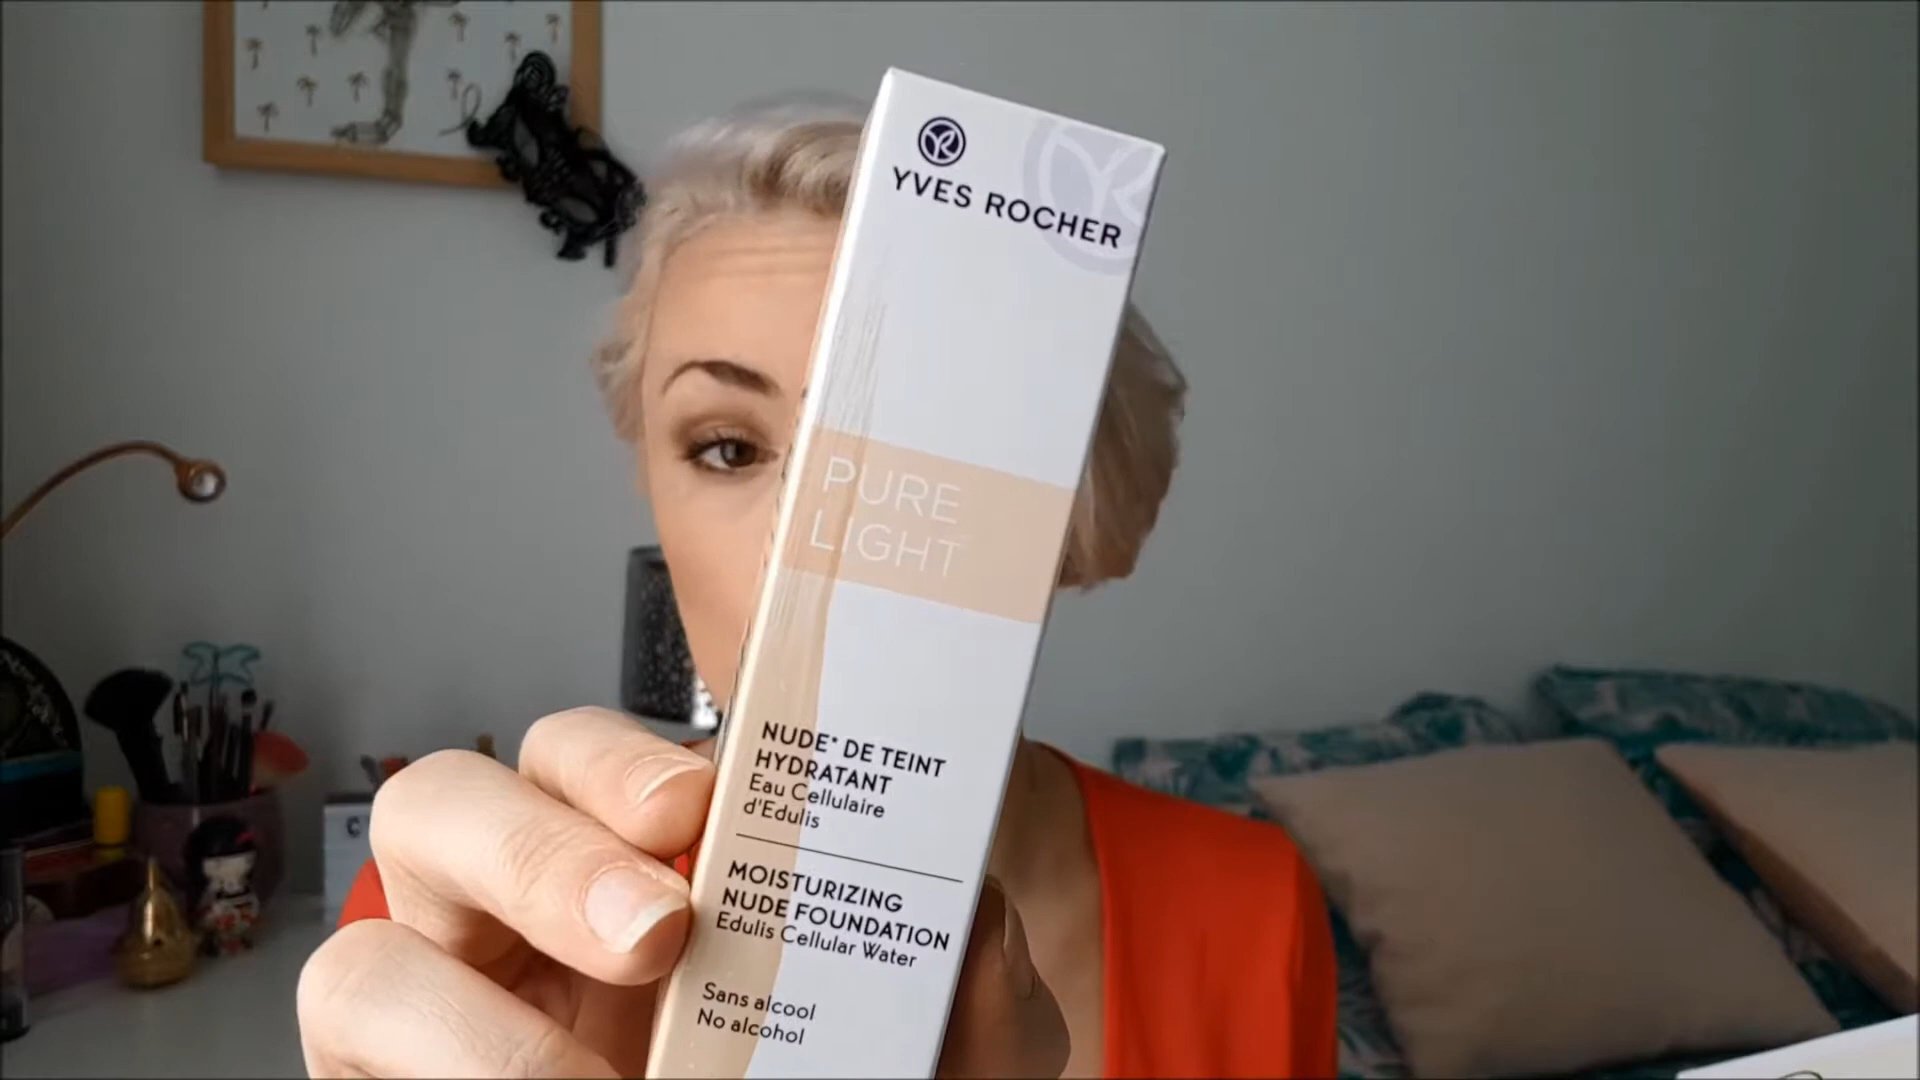 YVES ROCHER
PURE
LIGHT
NUDE* DE TEINT
HYDRATANT
Eau Cellulaire
d'Edulis
MOISTURIZING
NUDE FOUNDATION
Edulis Cellular Water
Sans alcool
No alcohol